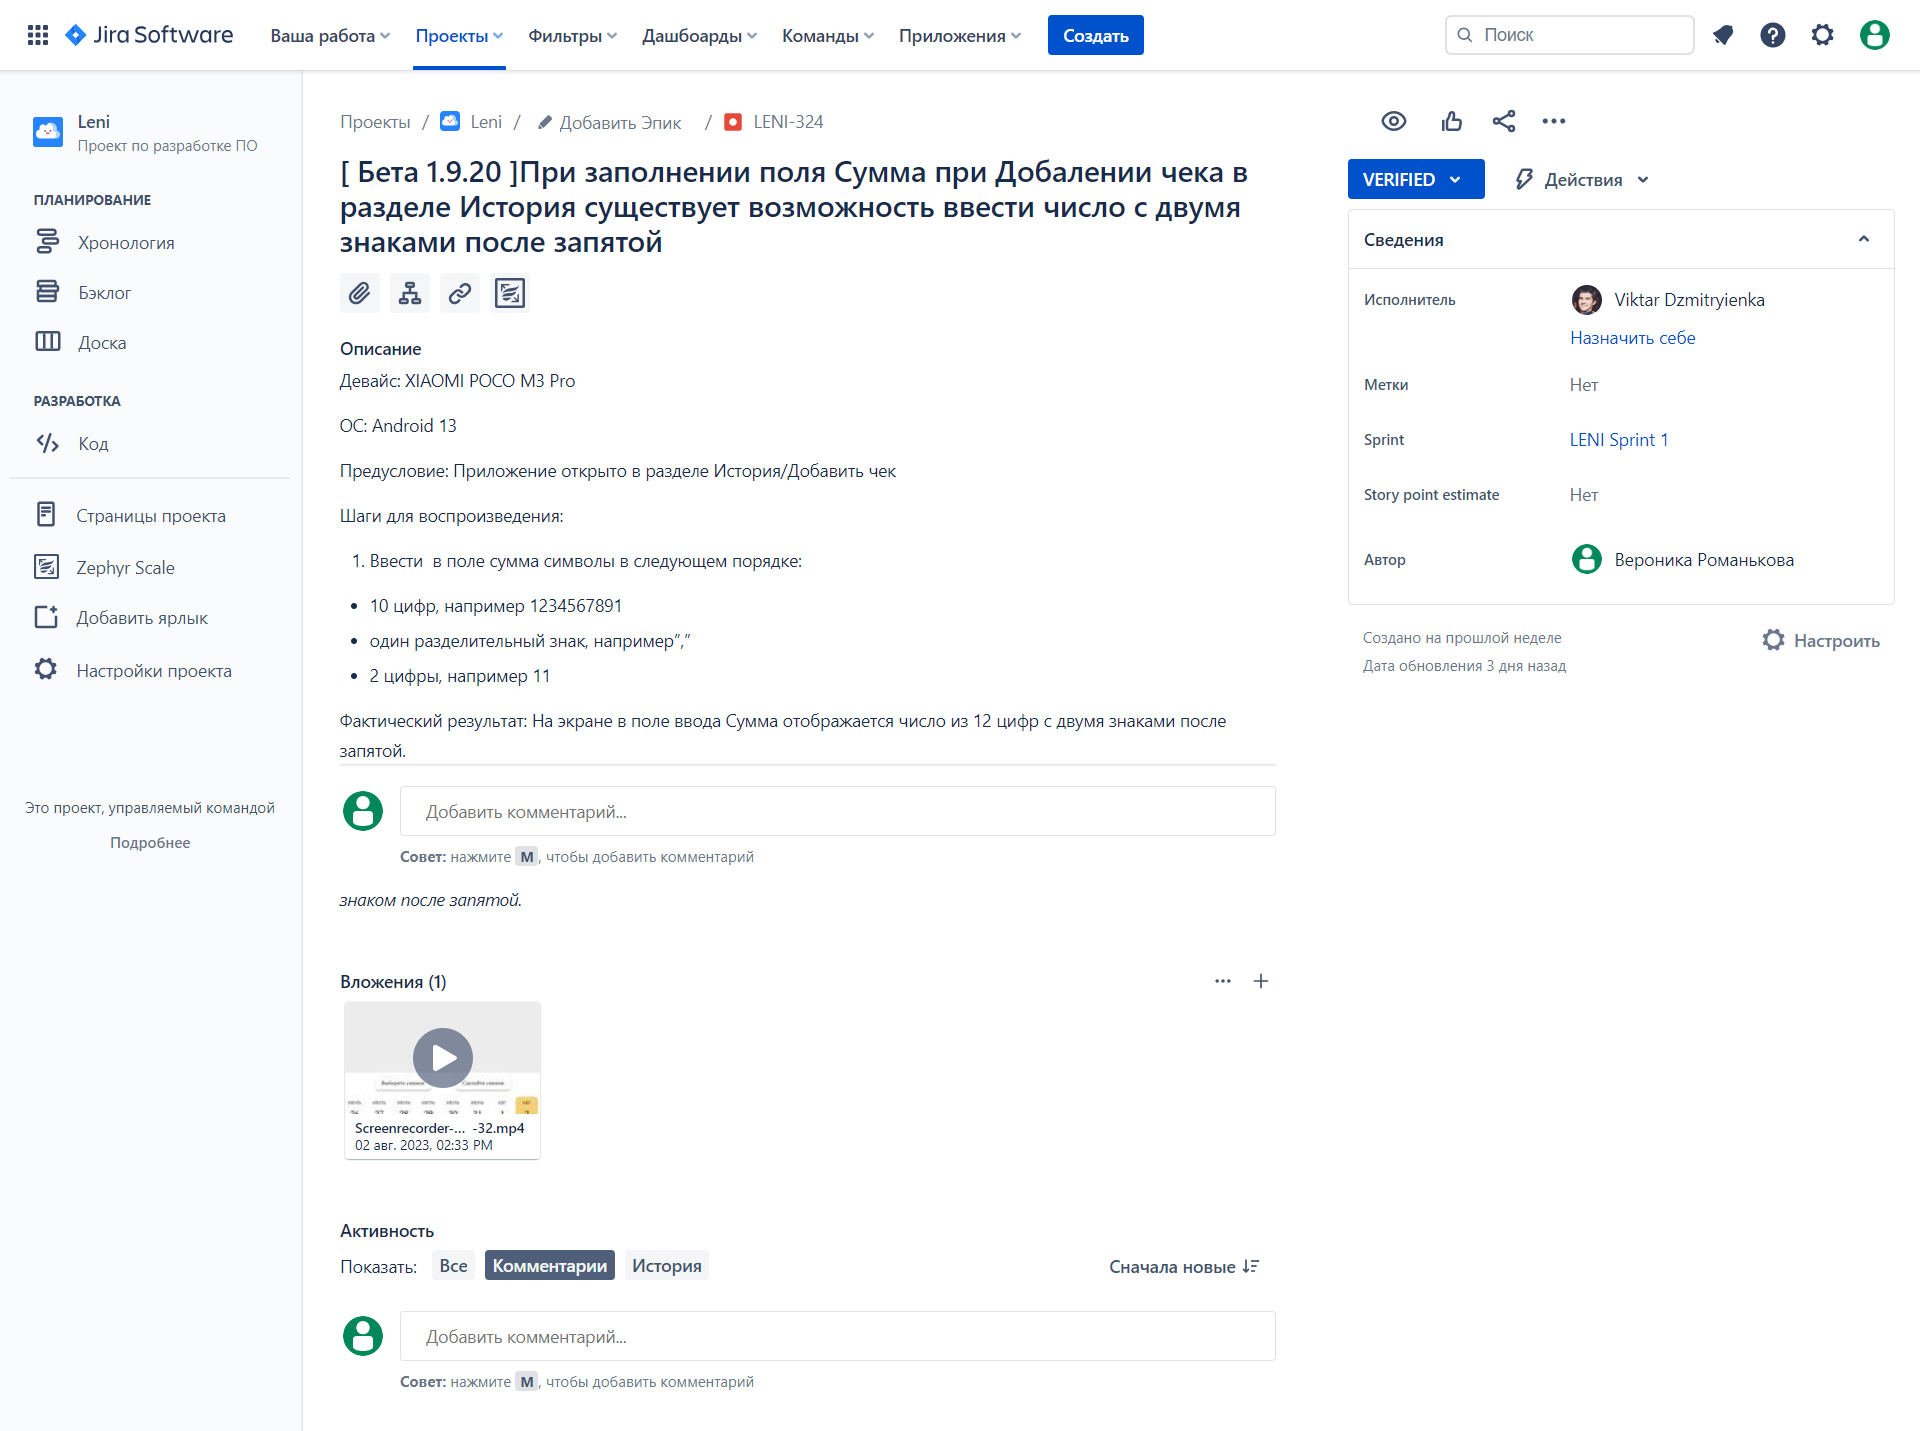 Jira Software
Ваша работа
Проекты
Фильтры
Дашборды
Команды
Приложения
Создать
Поиск
Leni
Проект по разработке ПО
ПЛАНИРОВАНИЕ
Хронология
Бэклог
Доска
РАЗРАБОТКА
Код
Страницы проекта
Zephyr Scale
Добавить ярлык
Настройки проекта
Это проект, управляемый командой
Подробнее
Проекты / Leni / Добавить Эпик / LENI-324
[ Бета 1.9.20 ]При заполнении поля Сумма при Добалении чека в
разделе История существует возможность ввести число с двумя
знаками после запятой
Описание
Девайс: XIAOMI POCO M3 Pro
ОС: Android 13
Предусловие: Приложение открыто в разделе История/Добавить чек
Шаги для воспроизведения:
1. Ввести  в поле сумма символы в следующем порядке:
• 10 цифр, например 1234567891
• один разделительный знак, например”,”
• 2 цифры, например 11
Фактический результат: На экране в поле ввода Сумма отображается число из 12 цифр с двумя знаками после
запятой.
Добавить комментарий...
Совет: нажмите M, чтобы добавить комментарий
знаком после запятой.
Вложения (1)
Выберите
Screenrecorder-... -32.mp4
02 авг. 2023, 02:33 PM
Активность
Показать: Все Комментарии История
Сначала новые
Добавить комментарий...
Совет: нажмите M, чтобы добавить комментарий
VERIFIED
Действия
Сведения
Исполнитель
Viktar Dzmitryienka
Назначить себе
Метки
Нет
Sprint
LENI Sprint 1
Story point estimate
Нет
Автор
Вероника Романькова
Создано на прошлой неделе
Дата обновления 3 дня назад
Настроить